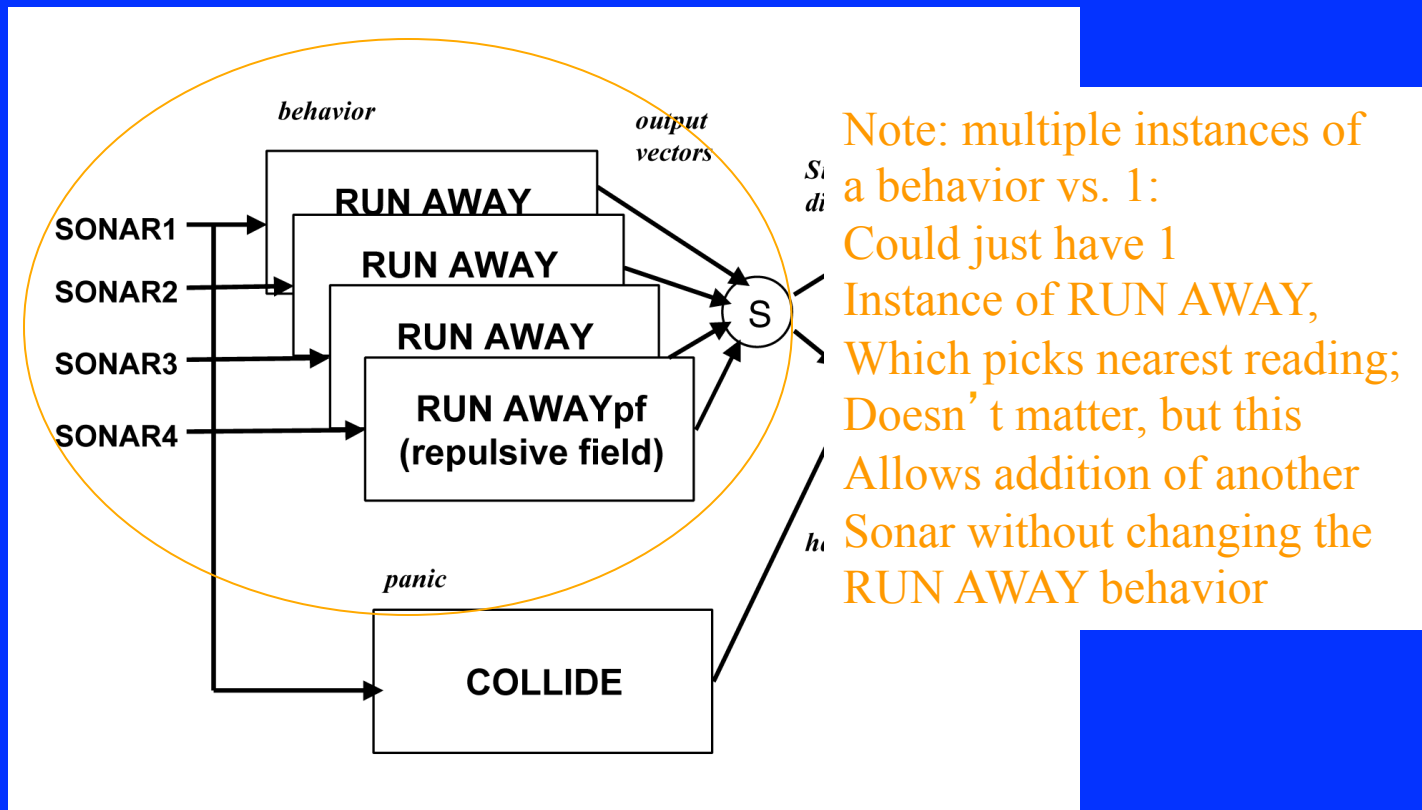 behavior
output
vectors
RUN AWAY
SONAR1
RUN AWAY
SONAR2
S
RUN AWAY
SONAR3
RUN AWAYpf
(repulsive field)
SONAR4
panic
COLLIDE
Note: multiple instances of
a behavior vs. 1:
Could just have 1
Instance of RUN AWAY,
Which picks nearest reading;
Doesn’t matter, but this
Allows addition of another
Sonar without changing the
RUN AWAY behavior